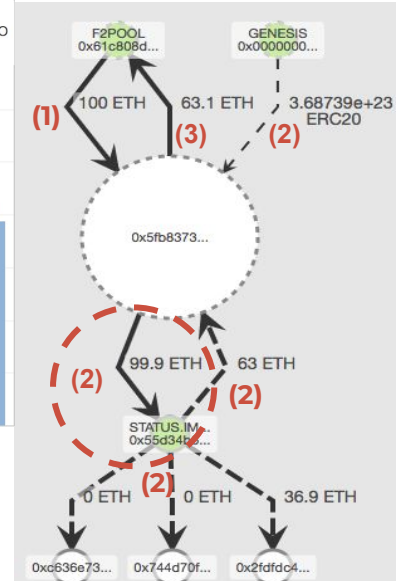 F2POOL
0x61c808d...
GENESIS
0x0000000...
(1)
100 ETH
63.1 ETH
(3)
3.68739e+23
ERC20
(2)
0x5fb8373...
99.9 ETH
63 ETH
(2)
(2)
STATUS.IM...
(2)
0 ETH
0 ETH
36.9 ETH
0xc636e73...
0x744d70f...
0x2fdfdc4...